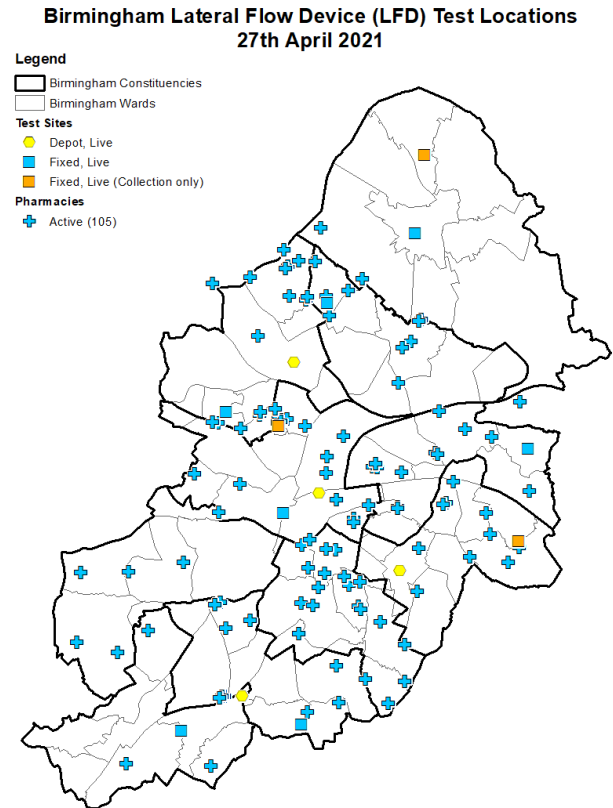 Birmingham Lateral Flow Device (LFD) Test Locations
27th April 2021
Legend
Birmingham Constituencies
Birmingham Wards
Test Sites
Depot, Live
Fixed, Live
Fixed, Live (Collection only)
Pharmacies
Active (105)